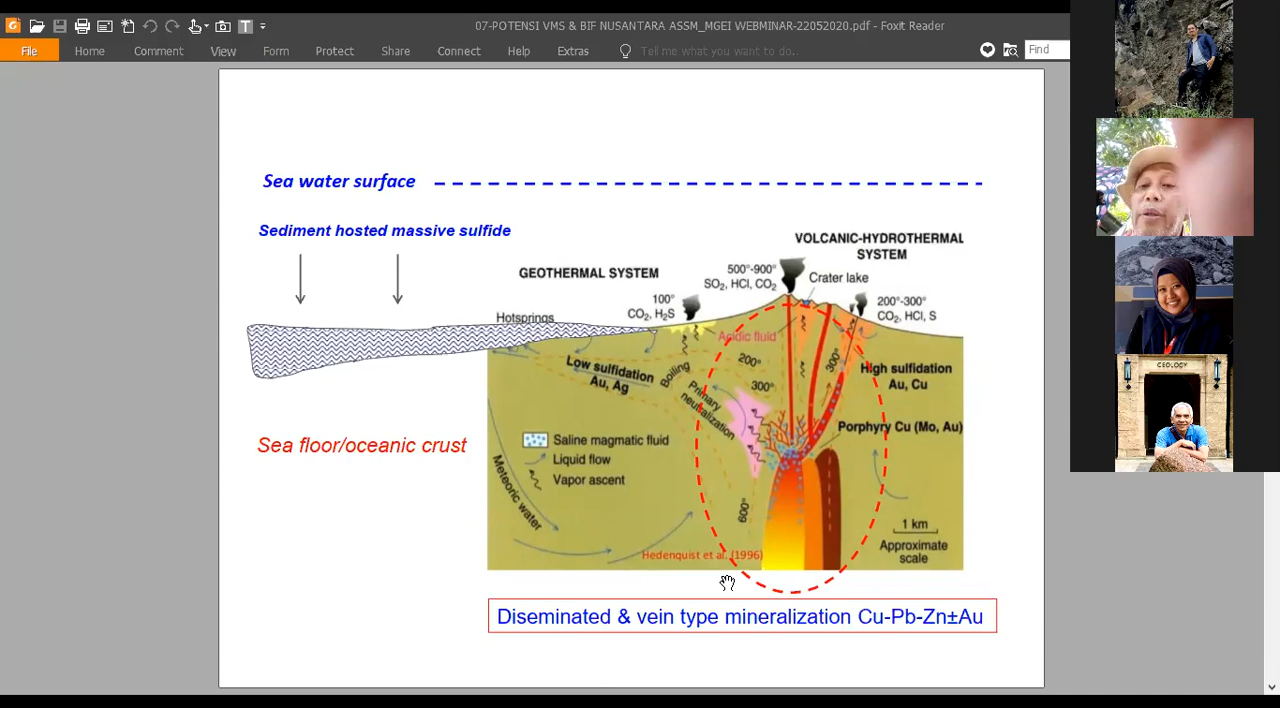 07-POTENSI VMS & BIF NUSANTARA ASSM_MGEI WEBMINAR-22052020.pdf - Foxit Reader
File Home Comment View Form Protect Share Connect Help Extras Tell me what you want to do.. Find
Sea water surface
Sediment hosted massive sulfide
VOLCANIC-HYDROTHERMAL
SYSTEM
GEOTHERMAL SYSTEM
500°-900°
SO2, HCl, CO2
Crater lake
100°
CO2, H2S
200°-300°
CO2, HCl, S
Hotsprings
Acidic fluid
Low sulfidation
Au, Ag
Boiling
200°
300°
300°
High sulfidation
Au, Cu
Primary
neutralization
Porphyry Cu (Mo, Au)
Sea floor/oceanic crust
Saline magmatic fluid
Liquid flow
Vapor ascent
Meteoric water
600°
1 km
Approximate
scale
Hedenquist et al. (1996)
Diseminated & vein type mineralization Cu-Pb-Zn±Au
GEOLOGY